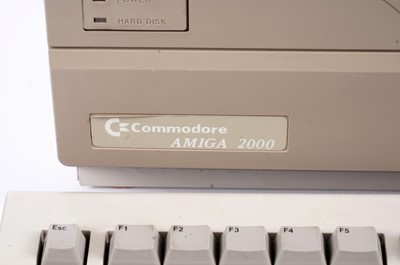 POWER
HARD DISK
Commodore
AMIGA 2000
Esc F1 F2 F3 F4 F5